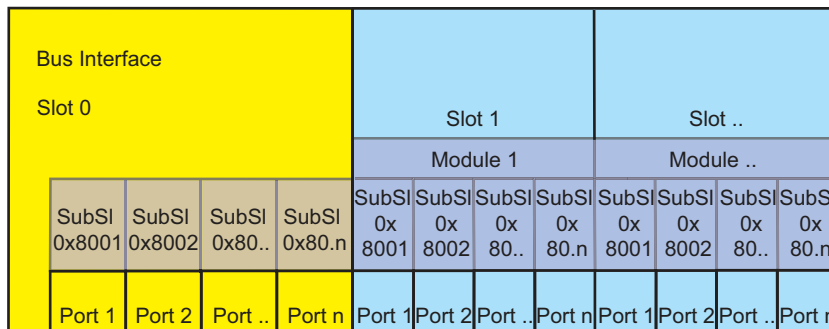 Bus Interface
Slot 0
Slot 1
Slot ..
Module 1
Module ..
SubSl 0x8001
SubSl 0x8002
SubSl 0x80..
SubSl 0x80.n
SubSl 0x 8001
SubSl 0x 8002
SubSl 0x 80..
SubSl 0x 80.n
SubSl 0x 8001
SubSl 0x 8002
SubSl 0x 80..
SubSl 0x 80.n
Port 1
Port 2
Port ..
Port n
Port 1
Port 2
Port ..
Port n
Port 1
Port 2
Port ..
Port n